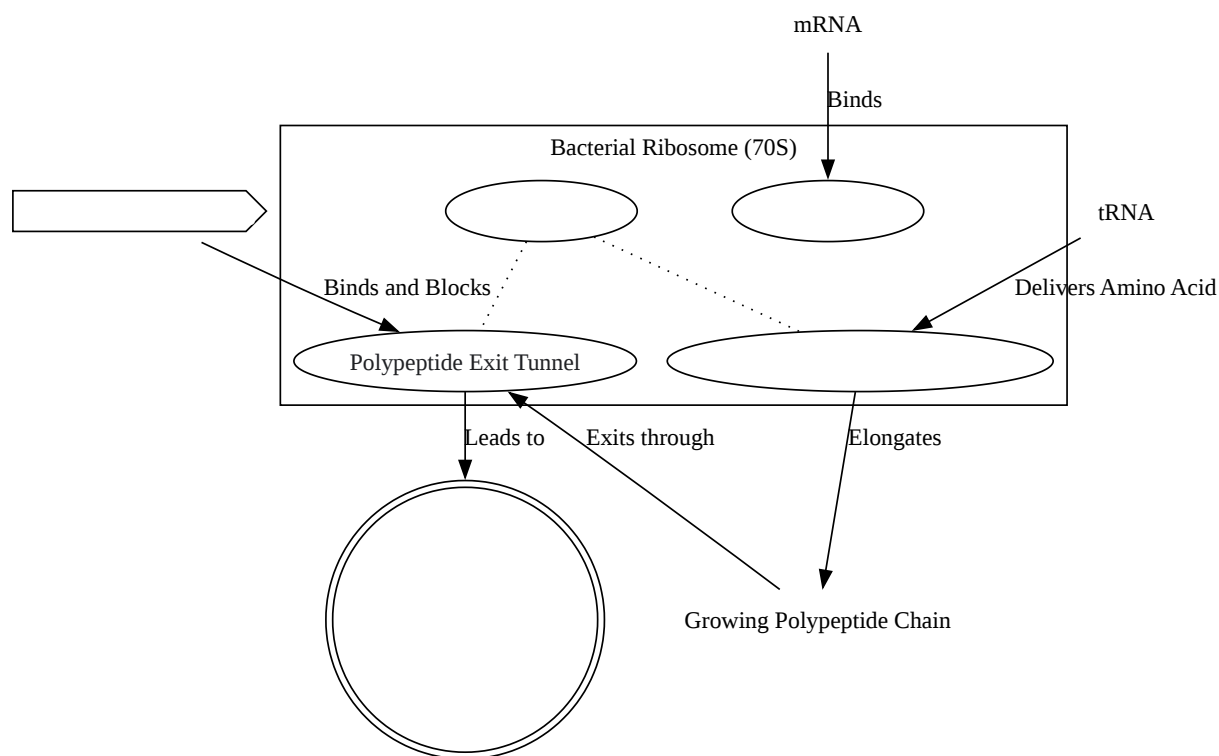 mRNA
Binds
Bacterial Ribosome (70S)
tRNA
Binds and Blocks
Delivers Amino Acid
Polypeptide Exit Tunnel
Leads to
Exits through
Elongates
Growing Polypeptide Chain